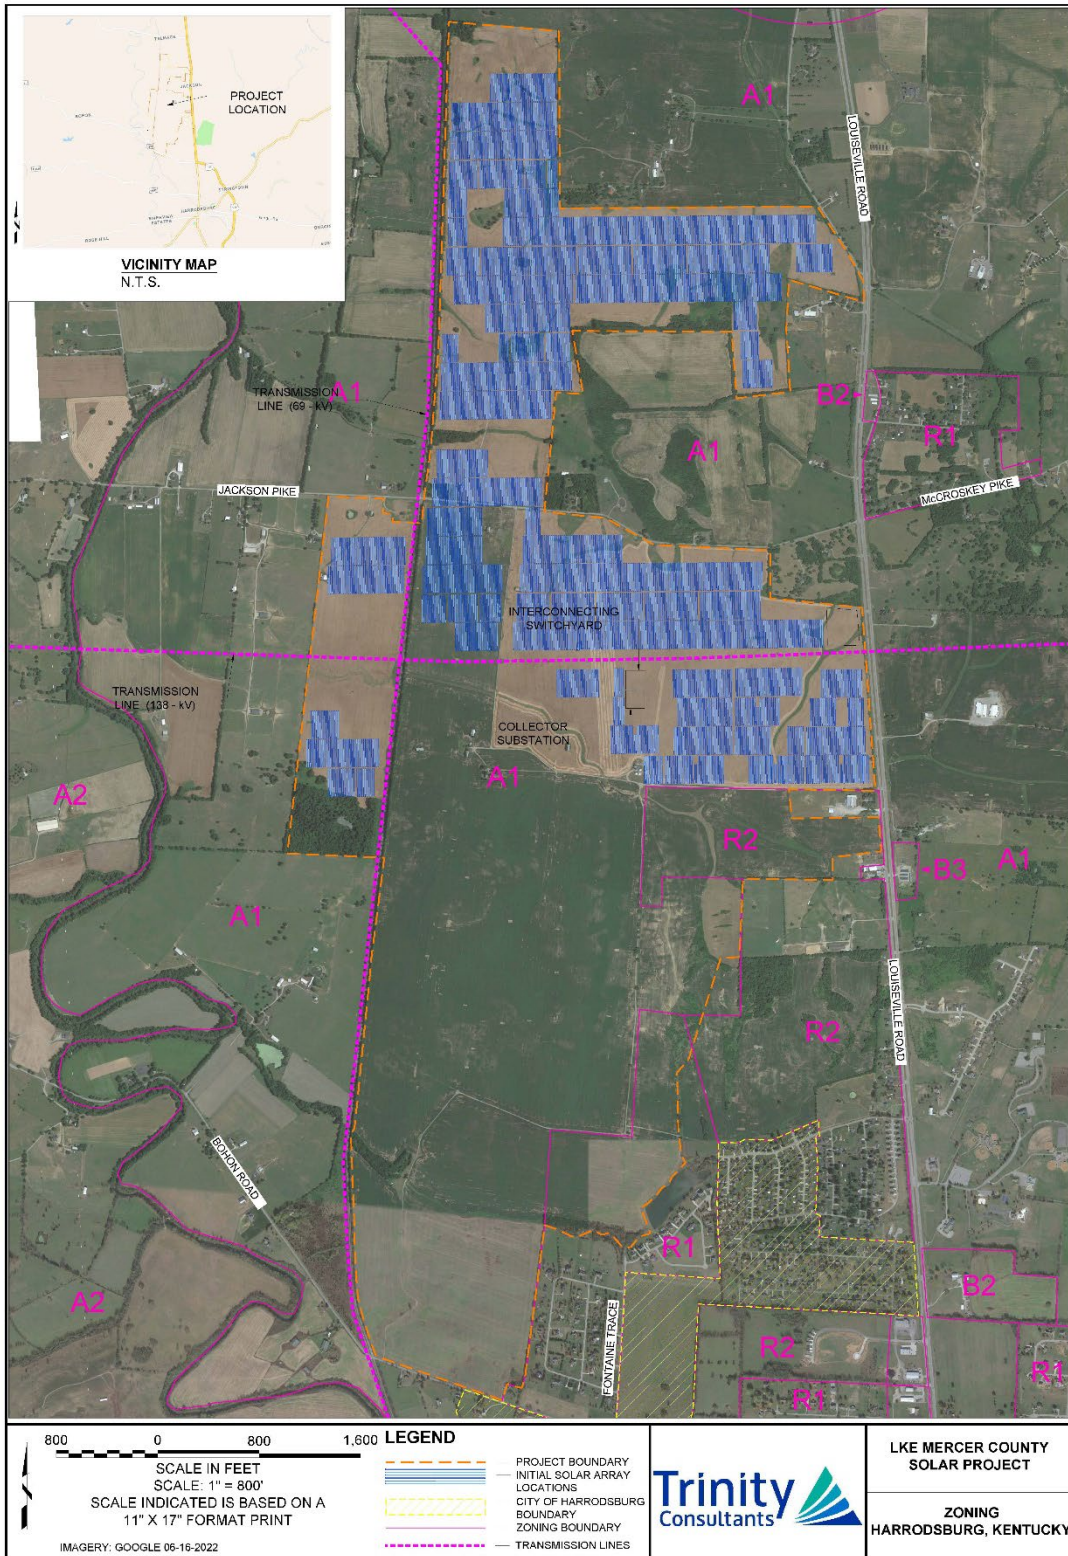 PROJECT
LOCATION
VICINITY MAP
N.T.S.
A1
LOUISEVILLE ROAD
TRANSMISSION
LINE (69 - kV)
A1
B2
R1
A1
McCROSKEY PIKE
JACKSON PIKE
INTERCONNECTING
SWITCHYARD
TRANSMISSION
LINE (138 - kV)
COLLECTOR
SUBSTATION
A1
A2
R2
B3
A1
A1
LOUISEVILLE ROAD
R2
BOHON ROAD
R1
B2
A2
FONTAINE TRACE
R2
R1
R1
800 0 800 1,600
SCALE IN FEET
SCALE: 1" = 800'
SCALE INDICATED IS BASED ON A
11" X 17" FORMAT PRINT
IMAGERY: GOOGLE 06-16-2022
LEGEND
PROJECT BOUNDARY
INITIAL SOLAR ARRAY
LOCATIONS
CITY OF HARRODSBURG
BOUNDARY
ZONING BOUNDARY
TRANSMISSION LINES
Trinity
Consultants
LKE MERCER COUNTY
SOLAR PROJECT
ZONING
HARRODSBURG, KENTUCKY